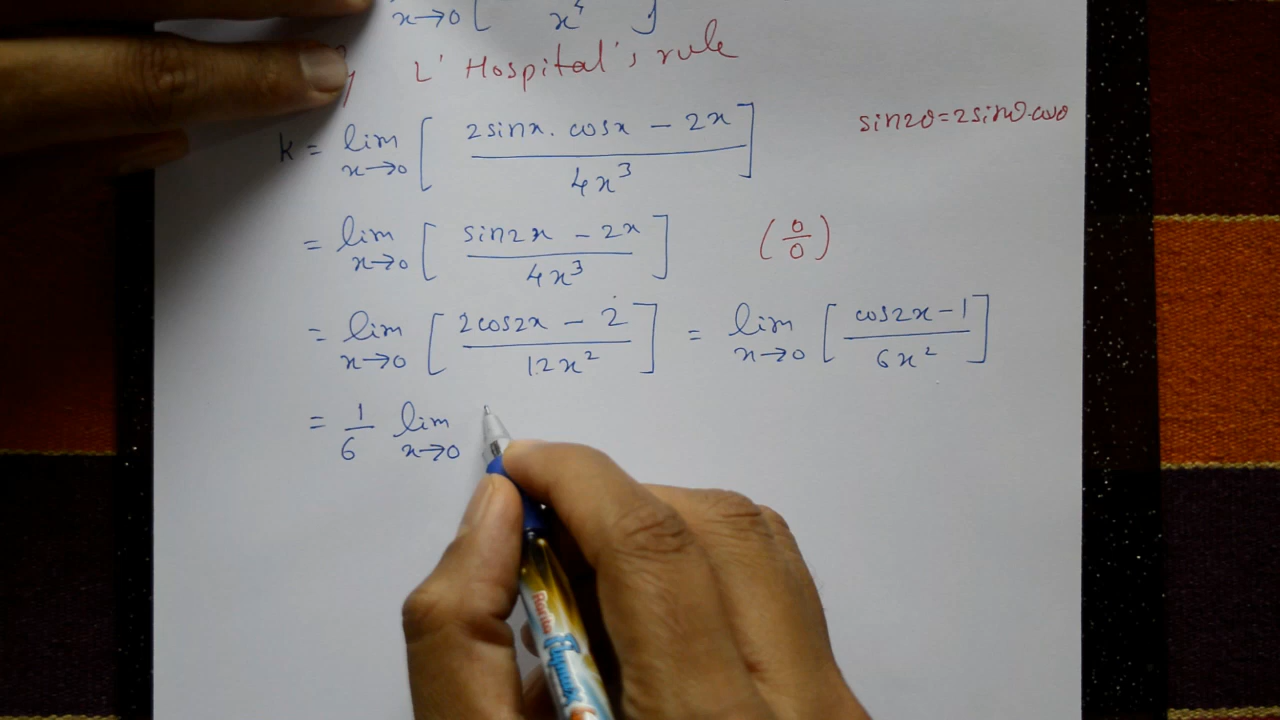 x→0 [ x⁴ ]
L' Hospital's rule
k = lim x→0 [ (2sinx. cosx − 2x) / 4x³ ] sin2θ=2sinθ.cosθ
= lim x→0 [ (sin2x − 2x) / 4x³ ] (0/0)
= lim x→0 [ (2cos2x − 2) / 12x² ] = lim x→0 [ (cos2x−1) / 6x² ]
= 1/6 lim x→0